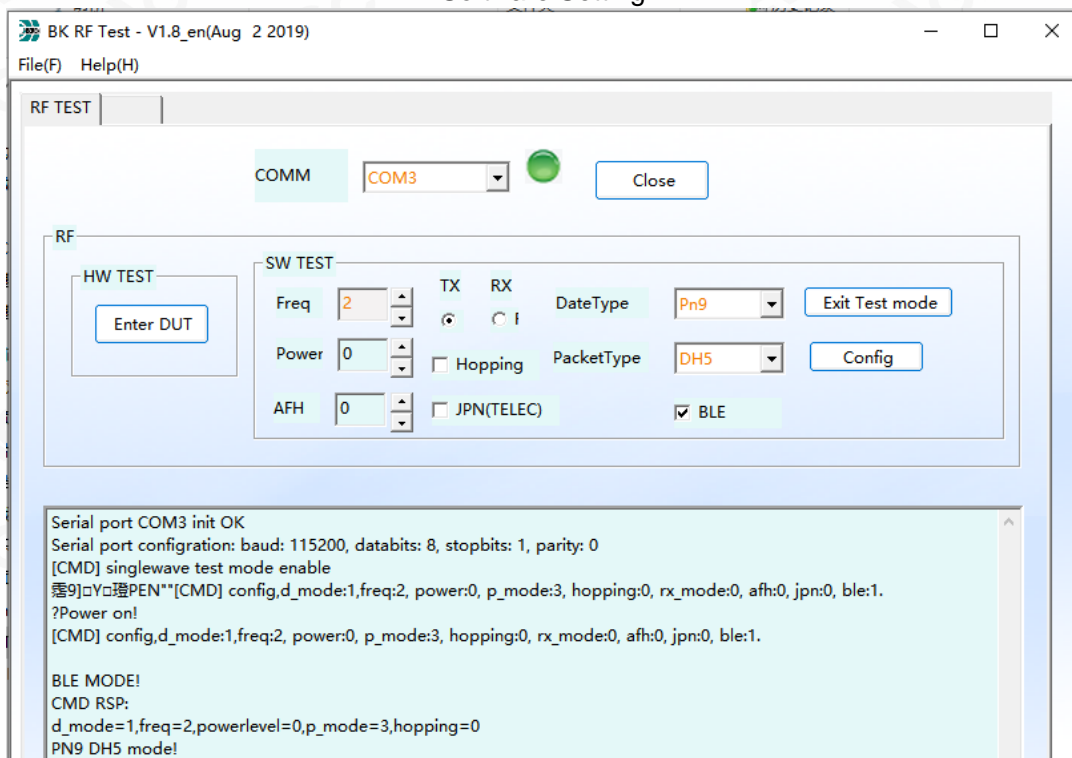 BK RF Test - V1.8_en(Aug 2 2019)
File(F) Help(H)
RF TEST
COMM COM3 Close
RF
HW TEST
Enter DUT
SW TEST
TX RX
Freq 2 DateType Pn9 Exit Test mode
Power 0 Hopping PacketType DH5 Config
AFH 0 JPN(TELEC) BLE
Serial port COM3 init OK
Serial port configration: baud: 115200, databits: 8, stopbits: 1, parity: 0
[CMD] singlewave test mode enable
PEN""[CMD] config,d_mode:1,freq:2, power:0, p_mode:3, hopping:0, rx_mode:0, afh:0, jpn:0, ble:1.
?Power on!
[CMD] config,d_mode:1,freq:2, power:0, p_mode:3, hopping:0, rx_mode:0, afh:0, jpn:0, ble:1.
BLE MODE!
CMD RSP:
d_mode=1,freq=2,powerlevel=0,p_mode=3,hopping=0
PN9 DH5 mode!